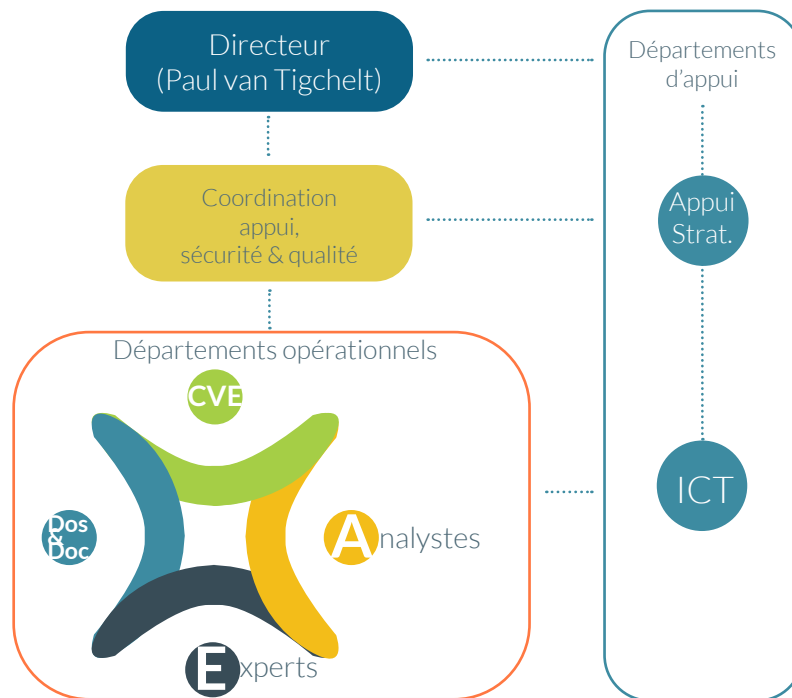 Directeur
(Paul van Tigchelt)
Départements
d’appui
Coordination
appui,
sécurité & qualité
Appui
Strat.
Départements opérationnels
CVE
Dos
&
Doc
Analystes
ICT
Experts